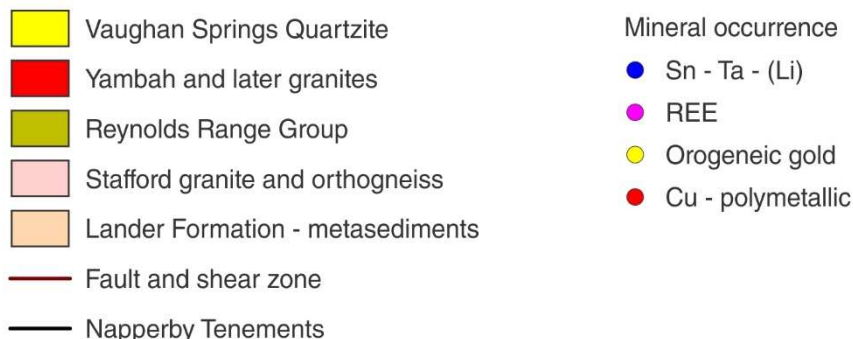 Vaughan Springs Quartzite
Yambah and later granites
Reynolds Range Group
Stafford granite and orthogneiss
Lander Formation - metasediments
Fault and shear zone
Napperby Tenements
Mineral occurrence
Sn - Ta - (Li)
REE
Orogeneic gold
Cu - polymetallic